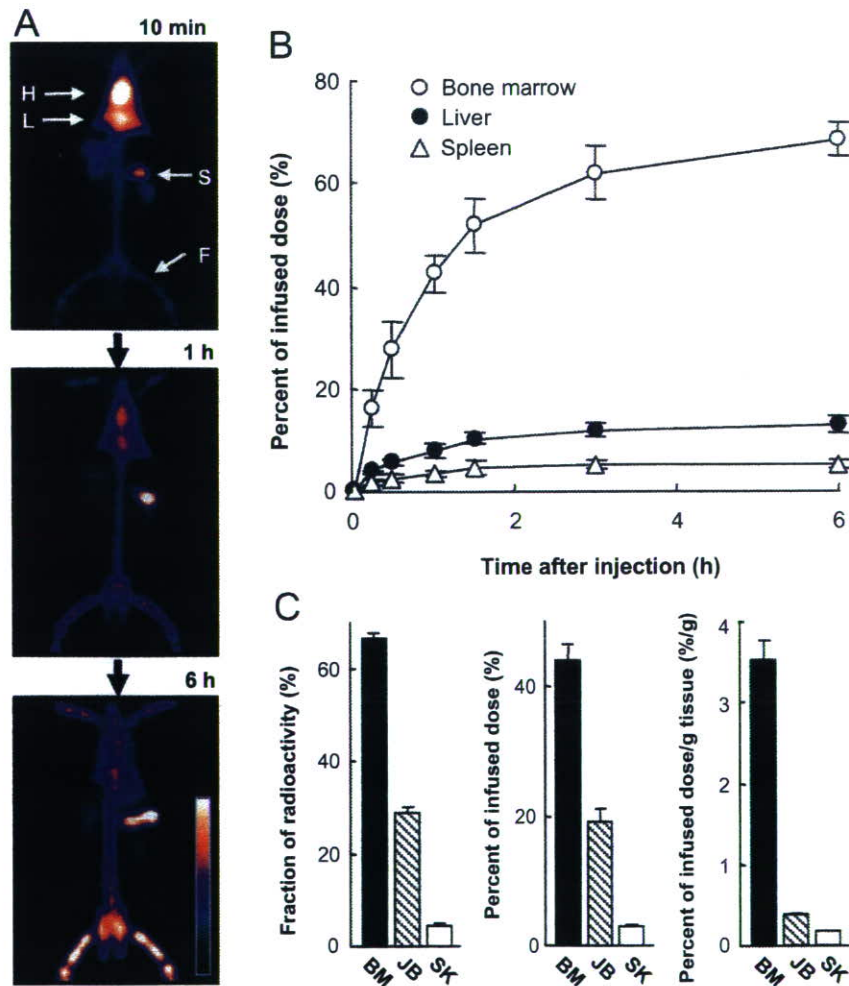 A
10 min
H
L
S
F
1 h
6 h
B
Bone marrow
Liver
Spleen
Percent of infused dose (%)
80
60
40
20
0
0
2
4
6
Time after injection (h)
C
Fraction of radioactivity (%)
60
40
20
0
BM
JB
SK
Percent of infused dose (%)
40
20
0
BM
JB
SK
Percent of infused dose/g tissue (%/g)
4
3
2
1
0
BM
JB
SK